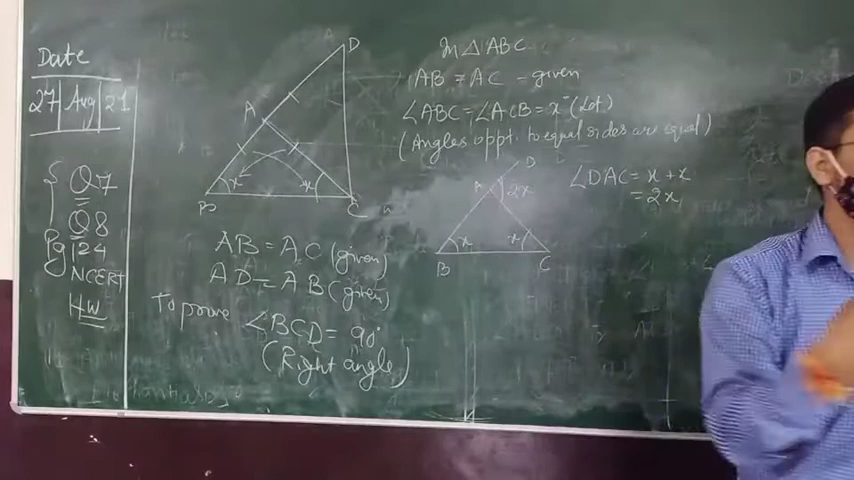 Date
27 | Aug | 21
Q7
Q8
Pg 124
NCERT
HW
D
A
x
x
B
C
AB = AC (given)
AD = AB (given)
To prove ∠BCD = 90°
(Right angle)
In △ABC
AB = AC - given
∠ABC = ∠ACB = x (Let)
(Angles oppt. to equal sides are equal)
D
A
2x
x
x
B
C
∠DAC = x + x
= 2x